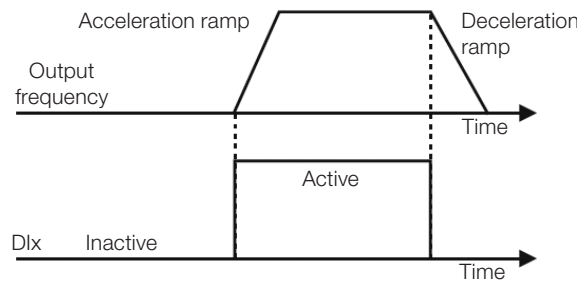 Acceleration ramp
Deceleration
ramp
Output
frequency
Time
Active
DIx
Inactive
Time